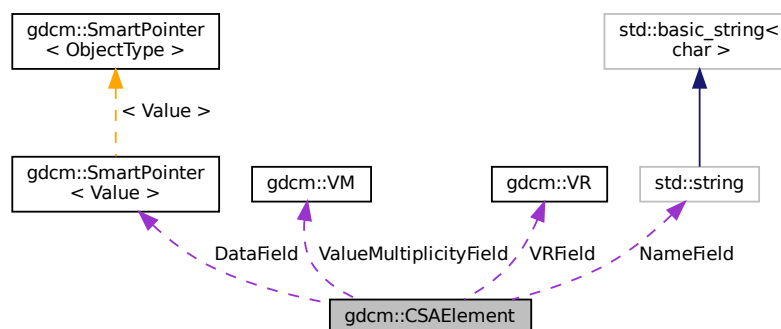 gdcm::SmartPointer
< ObjectType >
std::basic_string<
char >
< Value >
gdcm::SmartPointer
< Value >
gdcm::VM
gdcm::VR
std::string
DataField
ValueMultiplicityField
VRField
NameField
gdcm::CSAElement